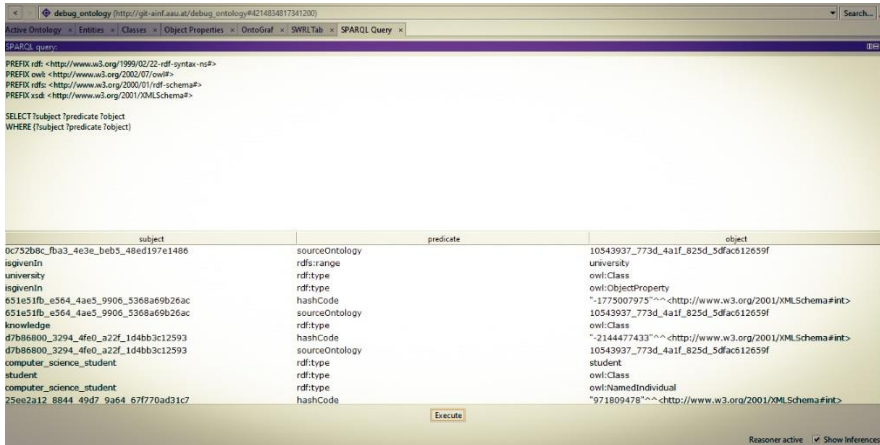 debug_ontology (http://git-ainf.aau.at/debug_ontology#4214834817341200) Search...
Active Ontology × Entities × Classes × Object Properties × OntoGraf × SWRLTab × SPARQL Query ×
SPARQL query:
PREFIX rdf: <http://www.w3.org/1999/02/22-rdf-syntax-ns#>
PREFIX owl: <http://www.w3.org/2002/07/owl#>
PREFIX rdfs: <http://www.w3.org/2000/01/rdf-schema#>
PREFIX xsd: <http://www.w3.org/2001/XMLSchema#>
SELECT ?subject ?predicate ?object
WHERE {?subject ?predicate ?object}
subject predicate object
0c752b8c_fba3_4e3e_beb5_48ed197e1486 sourceOntology 10543937_773d_4a1f_825d_5dfac612659f
isgivenIn rdfs:range university
university rdf:type owl:Class
isgivenIn rdf:type owl:ObjectProperty
651e51fb_e564_4ae5_9906_5368a69b26ac hashCode "-1775007975"^^<http://www.w3.org/2001/XMLSchema#int>
651e51fb_e564_4ae5_9906_5368a69b26ac sourceOntology 10543937_773d_4a1f_825d_5dfac612659f
knowledge rdf:type owl:Class
d7b86800_3294_4fe0_a22f_1d4bb3c12593 hashCode "-2144477433"^^<http://www.w3.org/2001/XMLSchema#int>
d7b86800_3294_4fe0_a22f_1d4bb3c12593 sourceOntology 10543937_773d_4a1f_825d_5dfac612659f
computer_science_student rdf:type student
student rdf:type owl:Class
computer_science_student rdf:type owl:NamedIndividual
25ee2a12_8844_49d7_9a64_67f770ad31c7 hashCode "971809478"^^<http://www.w3.org/2001/XMLSchema#int>
Execute
Reasoner active ✔ Show Inferences